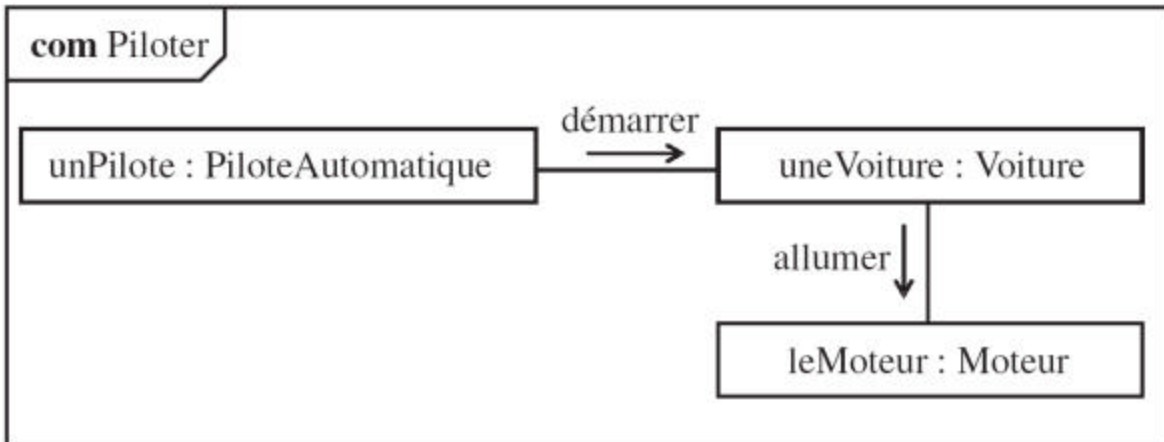 com Piloter
démarrer
unPilote : PiloteAutomatique
uneVoiture : Voiture
allumer
leMoteur : Moteur